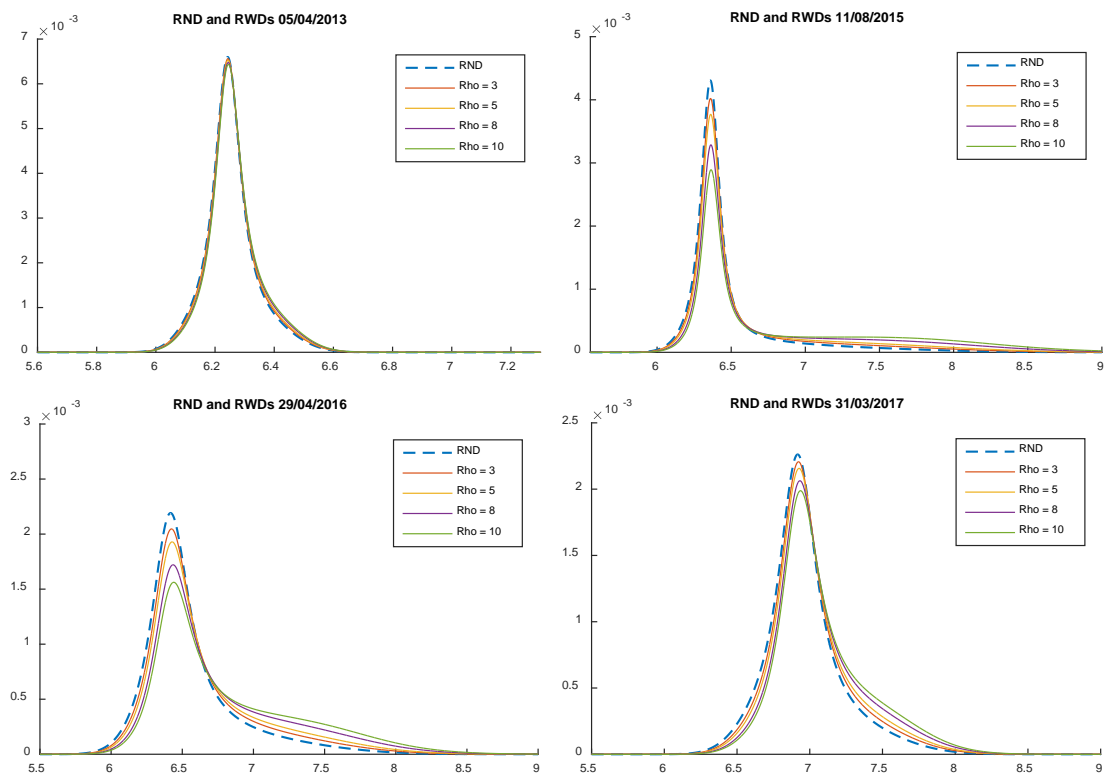 RND and RWDs 05/04/2013
× 10 -3
7
6
5
4
3
2
1
0
5.6 5.8 6 6.2 6.4 6.6 6.8 7 7.2
RND
Rho = 3
Rho = 5
Rho = 8
Rho = 10
RND and RWDs 11/08/2015
× 10 -3
5
4
3
2
1
0
6 6.5 7 7.5 8 8.5 9
RND
Rho = 3
Rho = 5
Rho = 8
Rho = 10
RND and RWDs 29/04/2016
× 10 -3
3
2.5
2
1.5
1
0.5
0
5.5 6 6.5 7 7.5 8 8.5 9
RND
Rho = 3
Rho = 5
Rho = 8
Rho = 10
RND and RWDs 31/03/2017
× 10 -3
2.5
2
1.5
1
0.5
0
5.5 6 6.5 7 7.5 8 8.5 9
RND
Rho = 3
Rho = 5
Rho = 8
Rho = 10